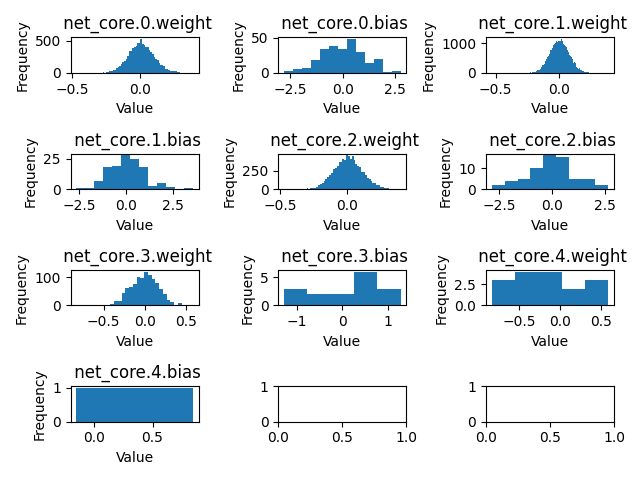 net_core.0.weight
net_core.0.bias
net_core.1.weight
Frequency
500
0
−0.5
0.0
Value
Frequency
50
0
−2.5
0.0
2.5
Value
Frequency
1000
0
−0.5
0.0
Value
net_core.1.bias
net_core.2.weight
net_core.2.bias
Frequency
25
0
−2.5
0.0
2.5
Value
Frequency
250
0
−0.5
0.0
Value
Frequency
10
0
−2.5
0.0
2.5
Value
net_core.3.weight
net_core.3.bias
net_core.4.weight
Frequency
100
0
−0.5
0.0
0.5
Value
Frequency
5
0
−1
0
1
Value
Frequency
2.5
0.0
−0.5
0.0
0.5
Value
net_core.4.bias
Frequency
1
0
0.0
0.5
Value
1
0
0.0
0.5
1.0
1
0
0.0
0.5
1.0